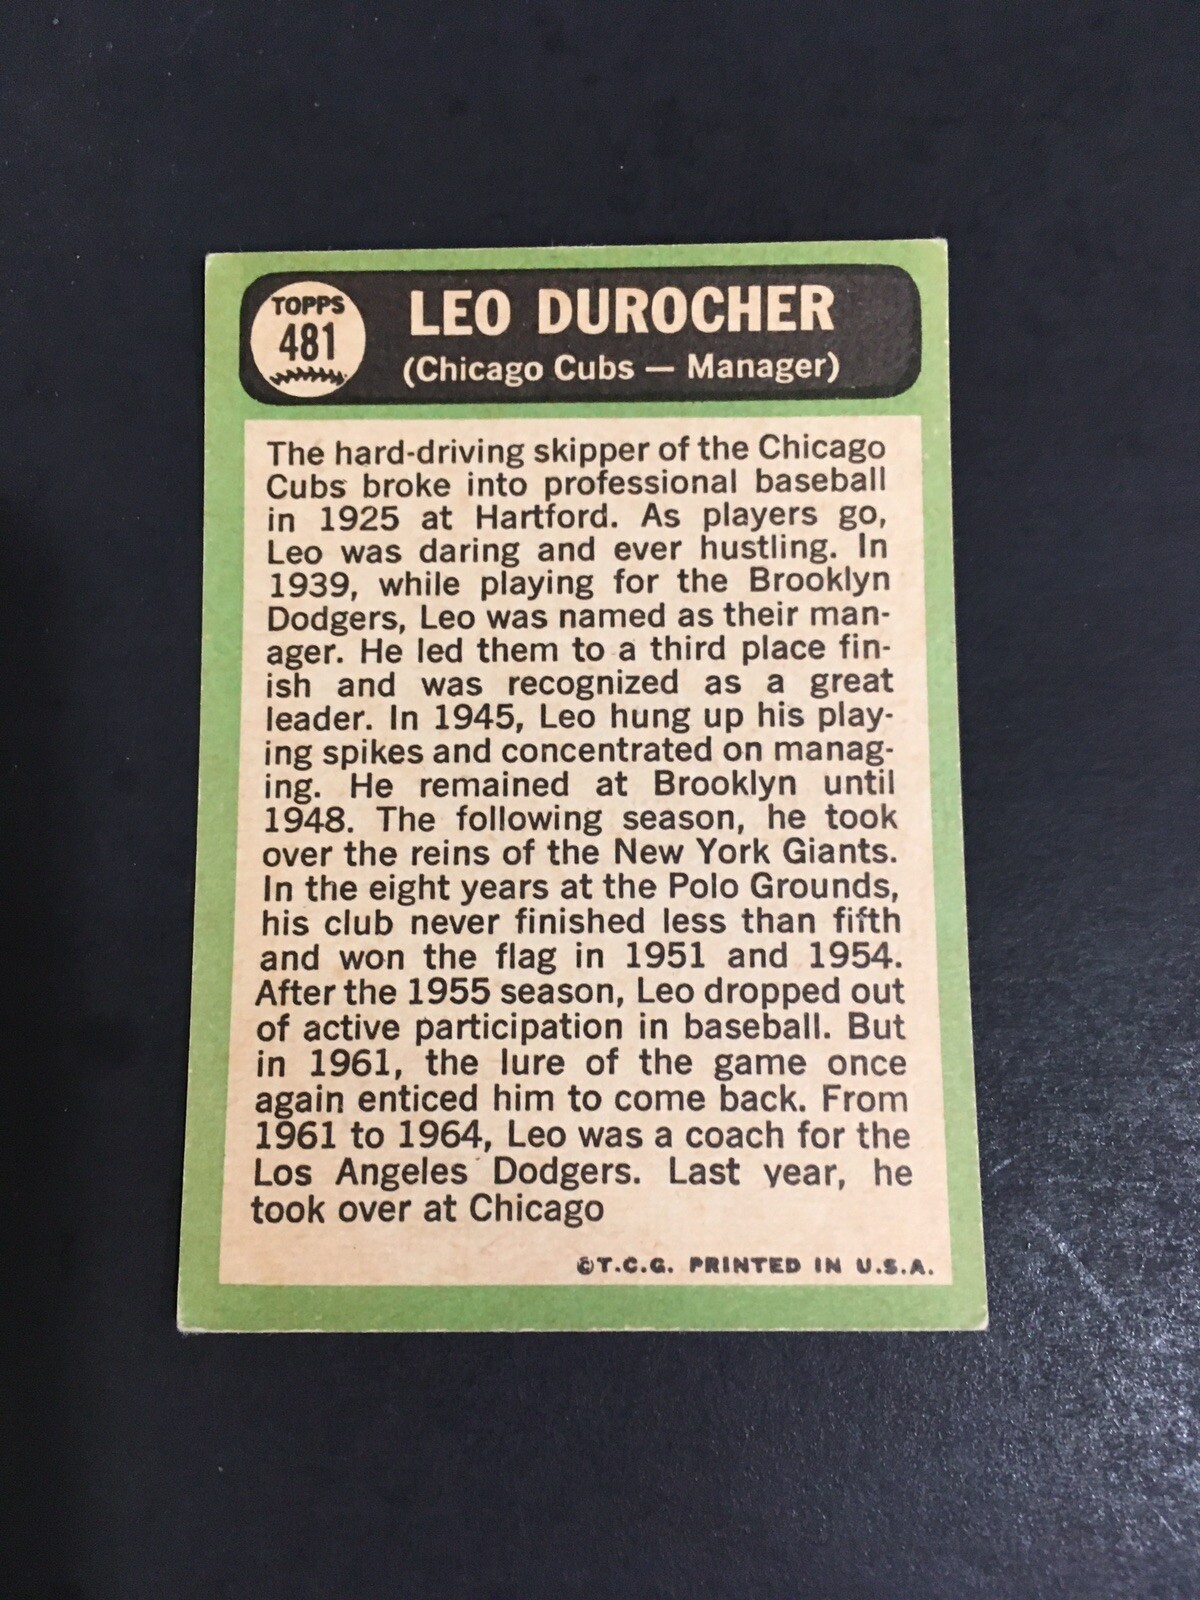 TOPPS
481
LEO DUROCHER
(Chicago Cubs — Manager)
The hard-driving skipper of the Chicago
Cubs broke into professional baseball
in 1925 at Hartford. As players go,
Leo was daring and ever hustling. In
1939, while playing for the Brooklyn
Dodgers, Leo was named as their man-
ager. He led them to a third place fin-
ish and was recognized as a great
leader. In 1945, Leo hung up his play-
ing spikes and concentrated on manag-
ing. He remained at Brooklyn until
1948. The following season, he took
over the reins of the New York Giants.
In the eight years at the Polo Grounds,
his club never finished less than fifth
and won the flag in 1951 and 1954.
After the 1955 season, Leo dropped out
of active participation in baseball. But
in 1961, the lure of the game once
again enticed him to come back. From
1961 to 1964, Leo was a coach for the
Los Angeles Dodgers. Last year, he
took over at Chicago
©T.C.G. PRINTED IN U.S.A.